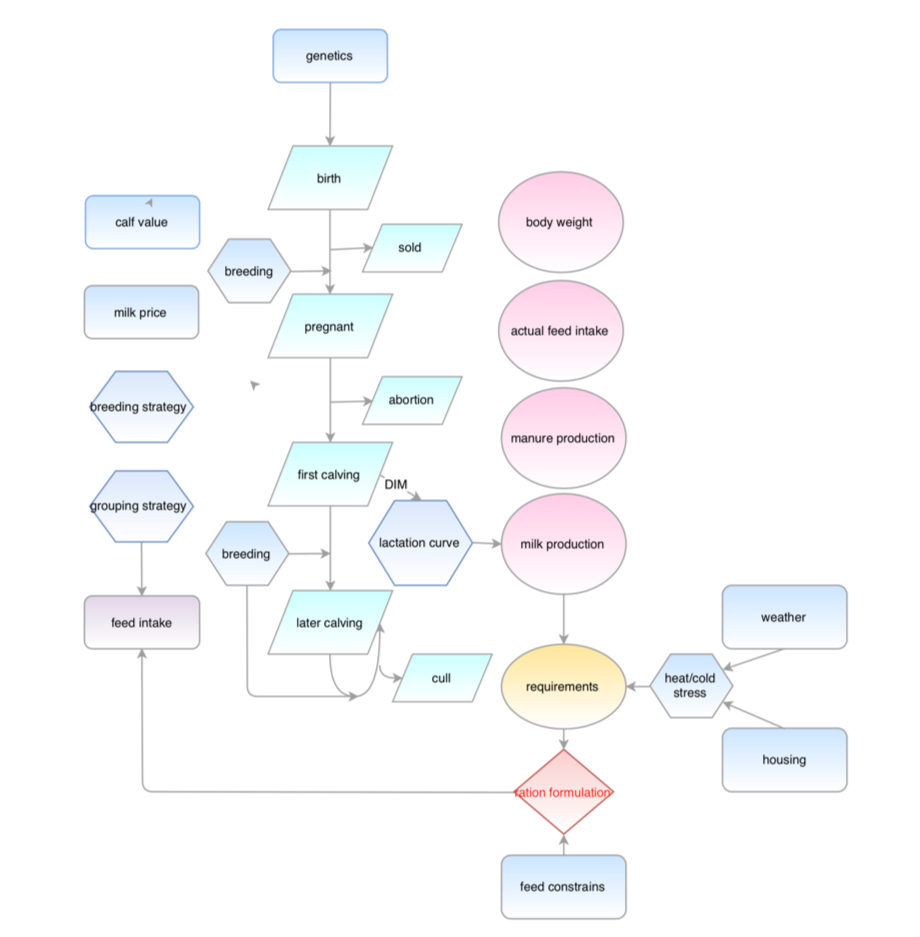 genetics
birth
calf value
body weight
sold
breeding
milk price
pregnant
actual feed intake
breeding strategy
abortion
manure production
first calving
DIM
grouping strategy
lactation curve
milk production
breeding
feed intake
later calving
weather
cull
requirements
heat/cold
stress
housing
ration formulation
feed constrains